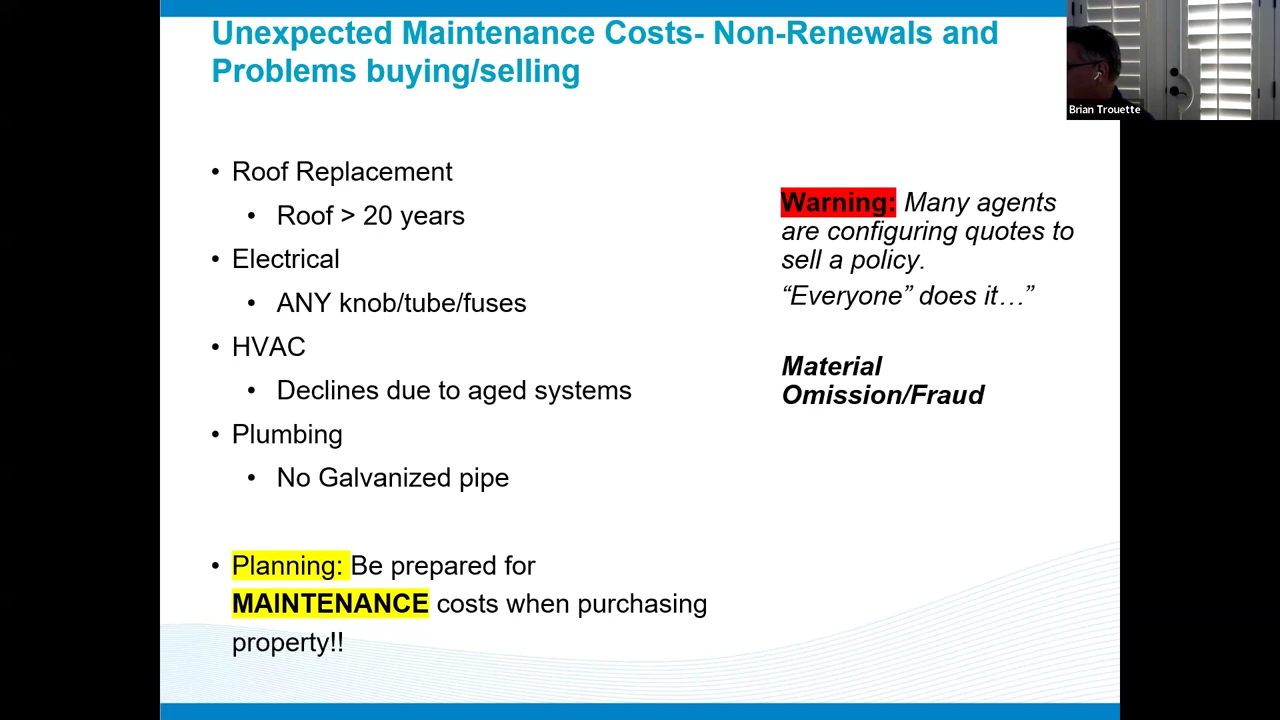 Unexpected Maintenance Costs- Non-Renewals and
Problems buying/selling
Brian Trouette
• Roof Replacement
• Roof > 20 years
• Electrical
• ANY knob/tube/fuses
• HVAC
• Declines due to aged systems
• Plumbing
• No Galvanized pipe
• Planning: Be prepared for
MAINTENANCE costs when purchasing
property!!
Warning: Many agents
are configuring quotes to
sell a policy.
“Everyone” does it…”
Material
Omission/Fraud